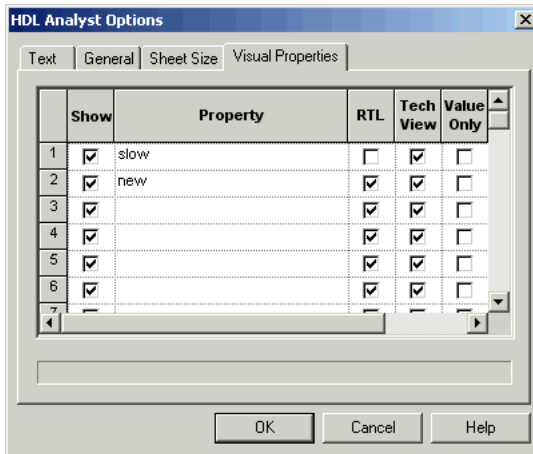 HDL Analyst Options
Text General Sheet Size Visual Properties
Show Property RTL Tech View Value Only
1 slow
2 new
3
4
5
6
7
OK Cancel Help